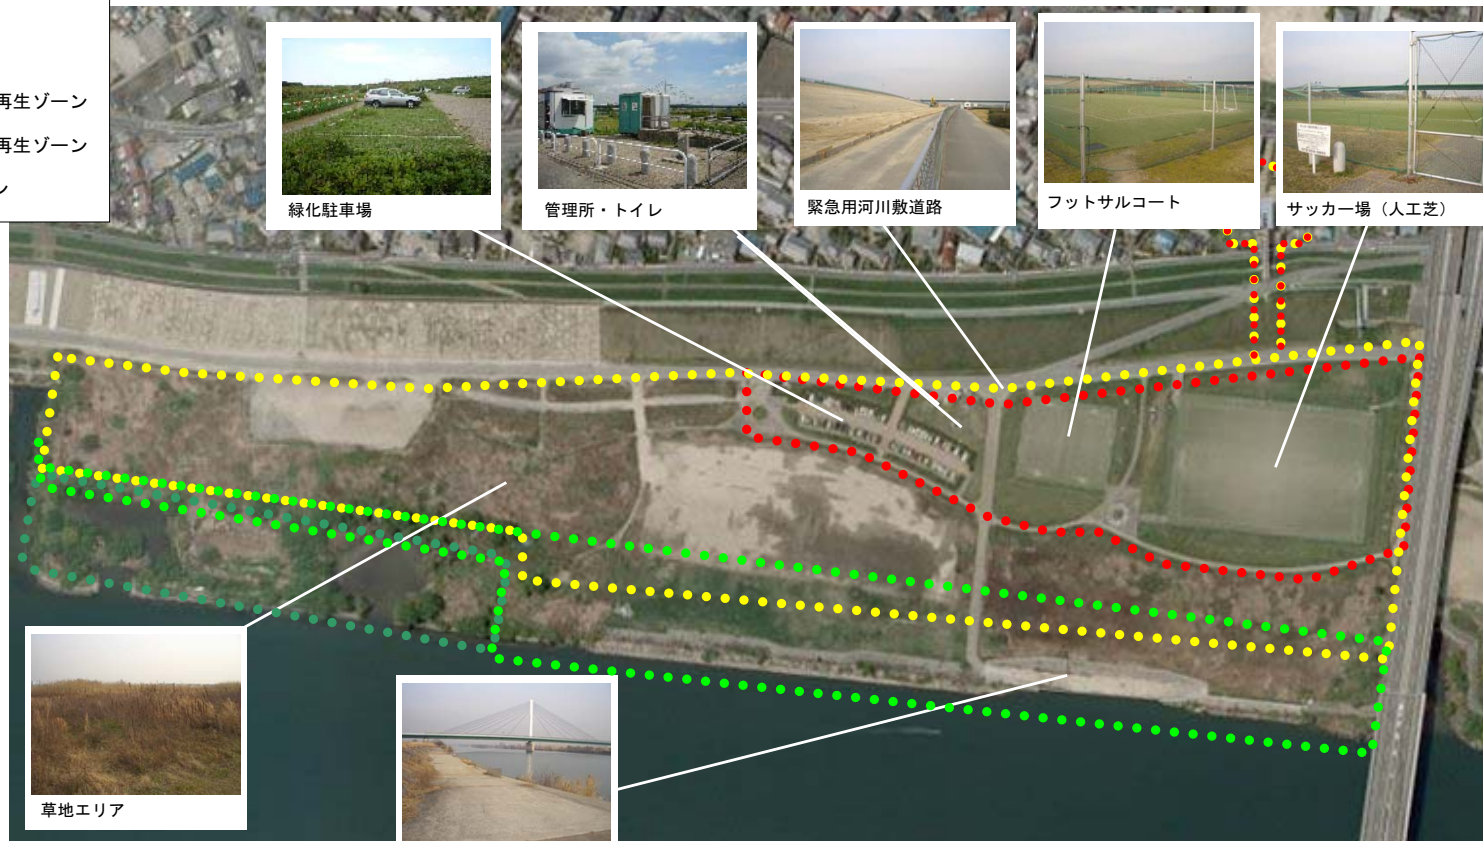 再生ゾーン
再生ゾーン
ン
緑化駐車場
管理所・トイレ
緊急用河川敷道路
フットサルコート
サッカー場（人工芝）
草地エリア